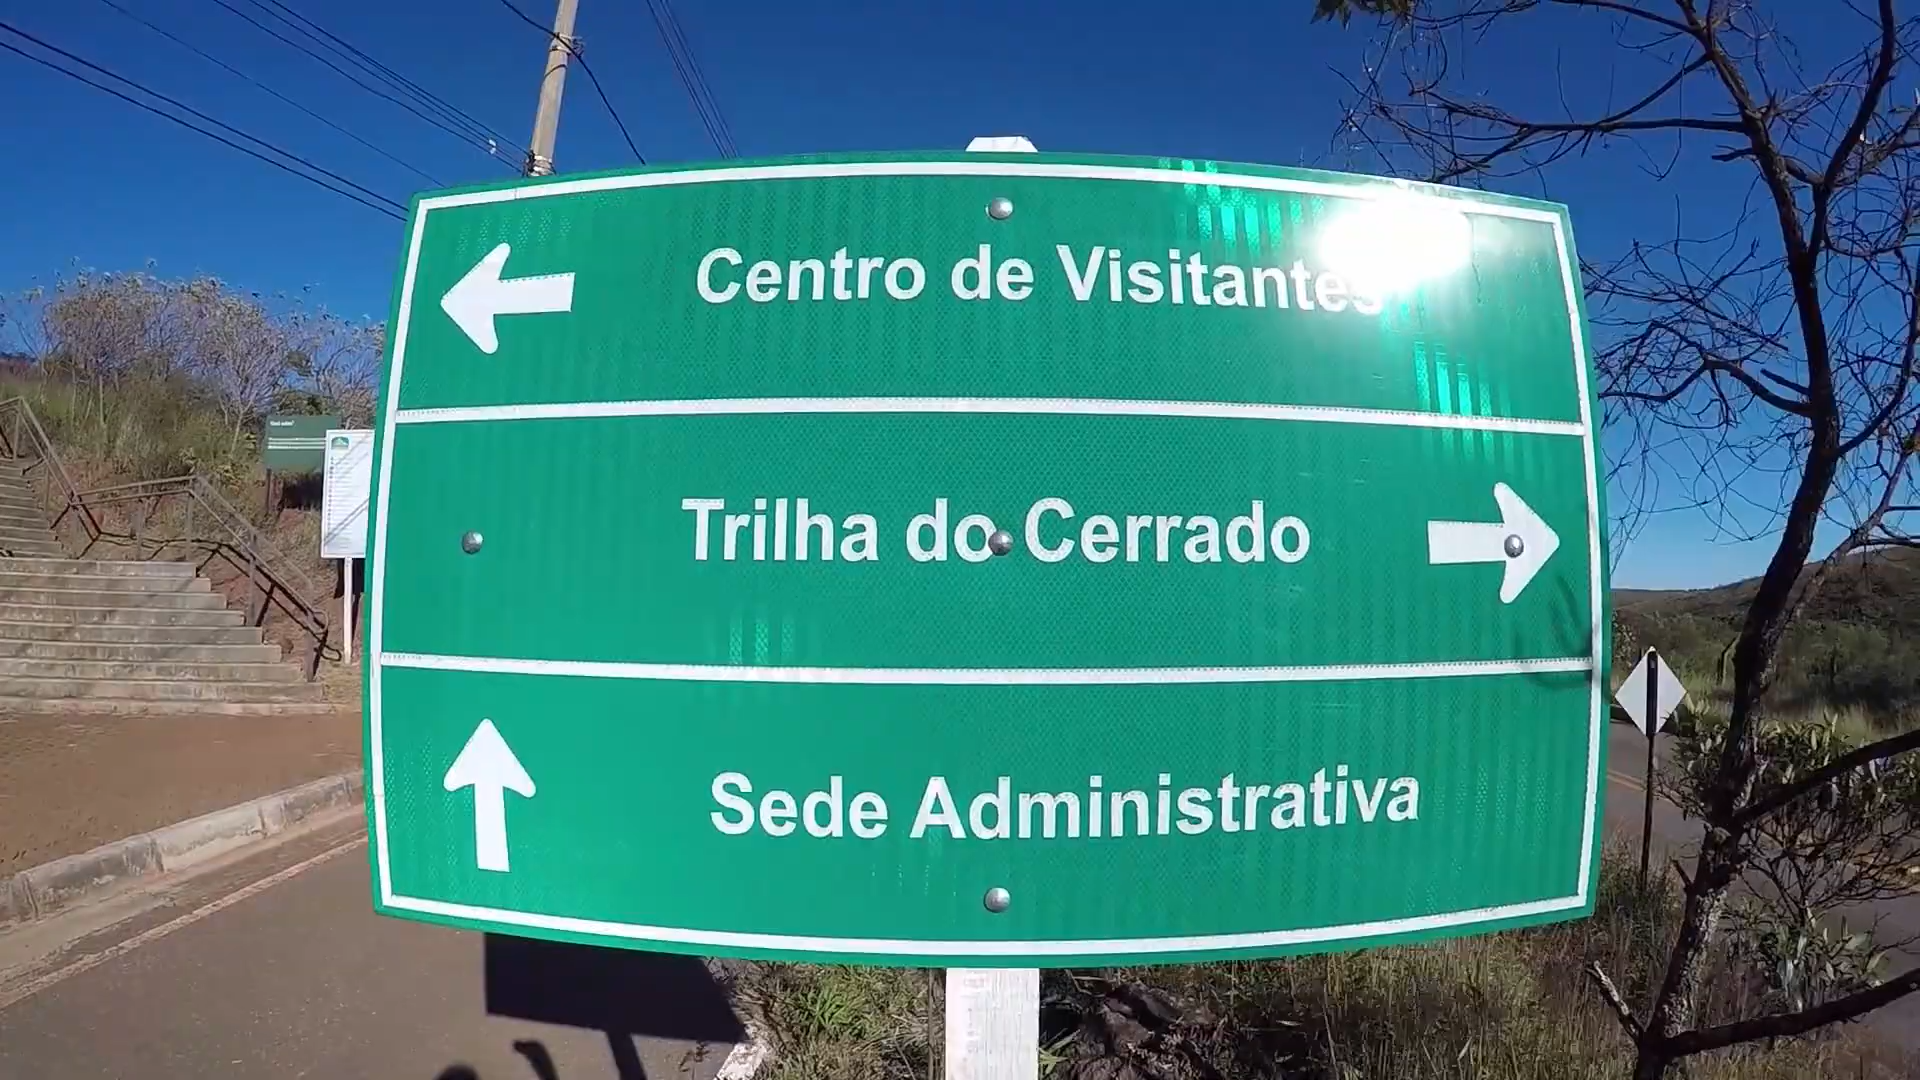 Centro de Visitantes
Trilha do Cerrado
Sede Administrativa